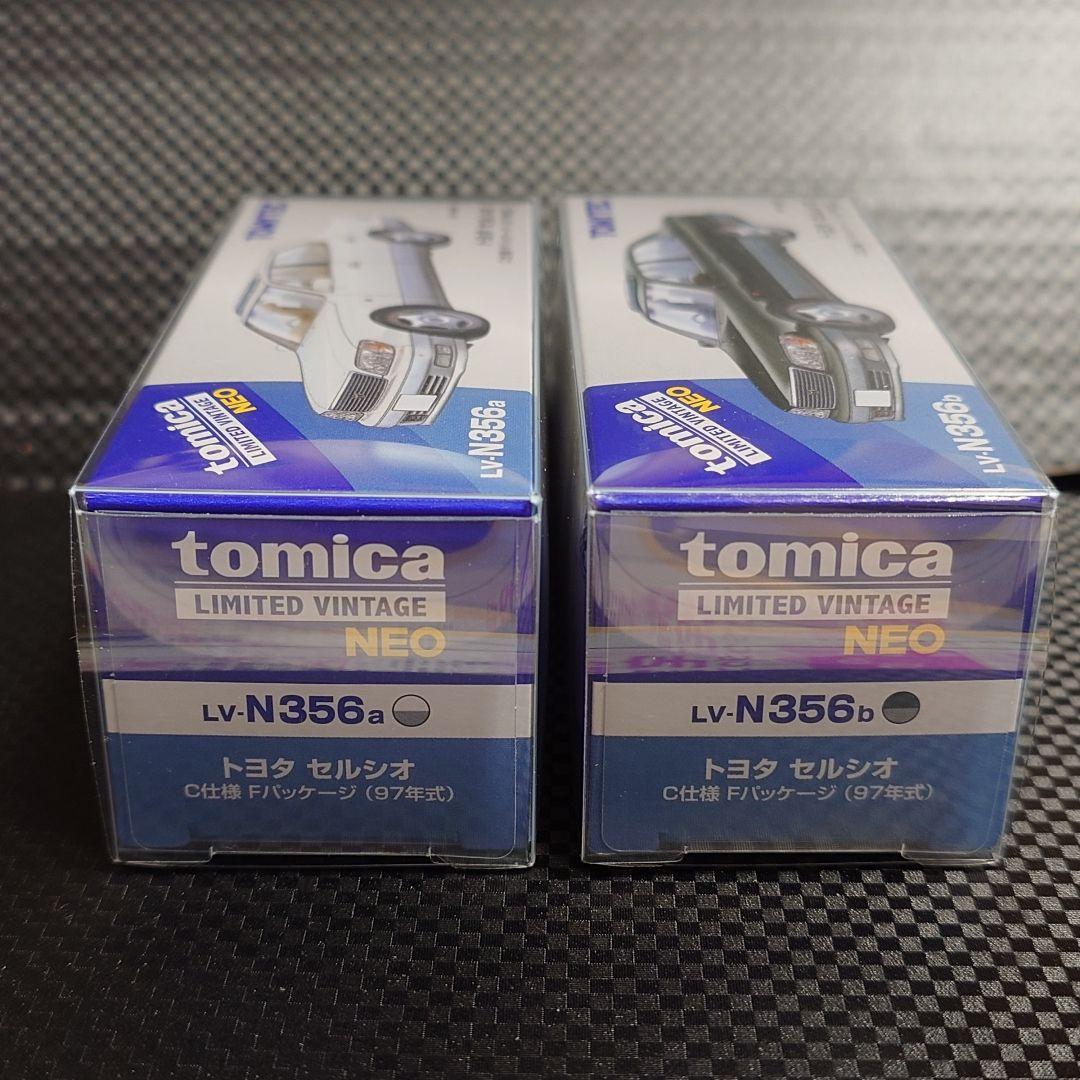 TOMYTEC
tomica
LIMITED VINTAGE
NEO
LV-N356a
tomica
LIMITED VINTAGE
NEO
LV-N356a
トヨタ セルシオ
C仕様 Fパッケージ（97年式）
TOMYTEC
tomica
LIMITED VINTAGE
NEO
LV-N356b
tomica
LIMITED VINTAGE
NEO
LV-N356b
トヨタ セルシオ
C仕様 Fパッケージ（97年式）